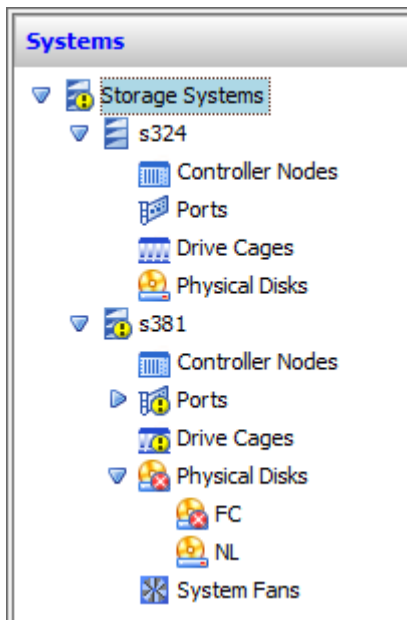 Systems
Storage Systems
s324
Controller Nodes
Ports
Drive Cages
Physical Disks
s381
Controller Nodes
Ports
Drive Cages
Physical Disks
FC
NL
System Fans